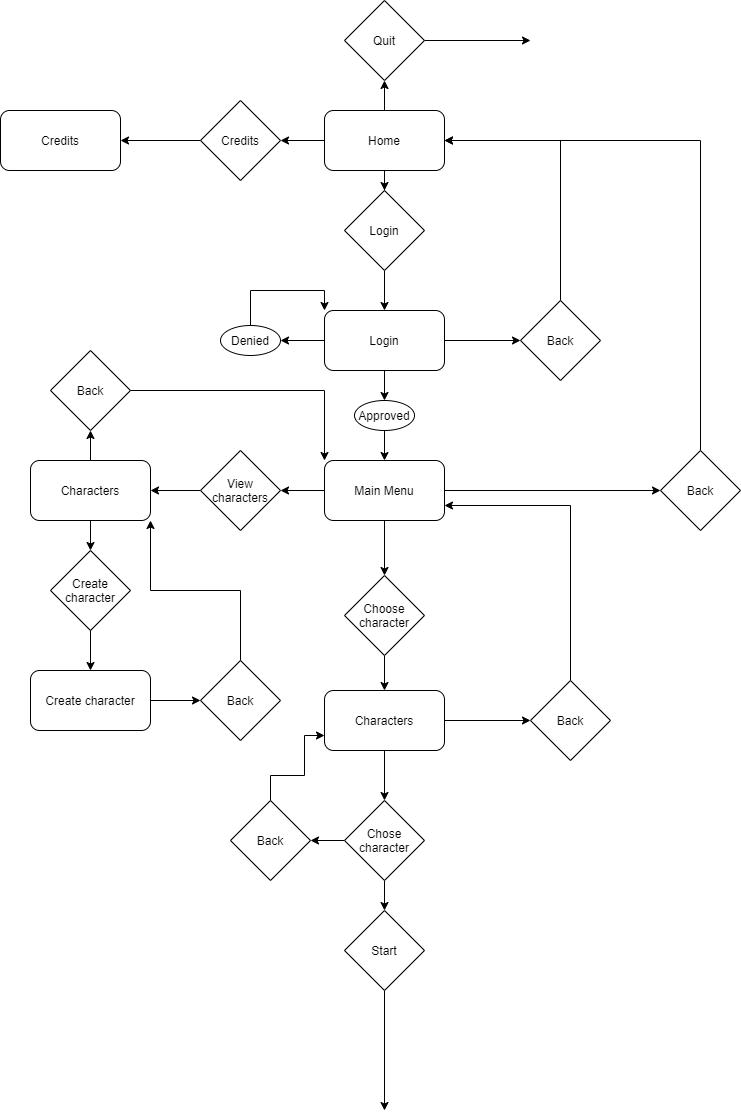 Quit
Credits
Credits
Home
Login
Denied
Login
Back
Back
Approved
Characters
View
characters
Main Menu
Back
Create
character
Choose
character
Create character
Back
Characters
Back
Back
Chose
character
Start